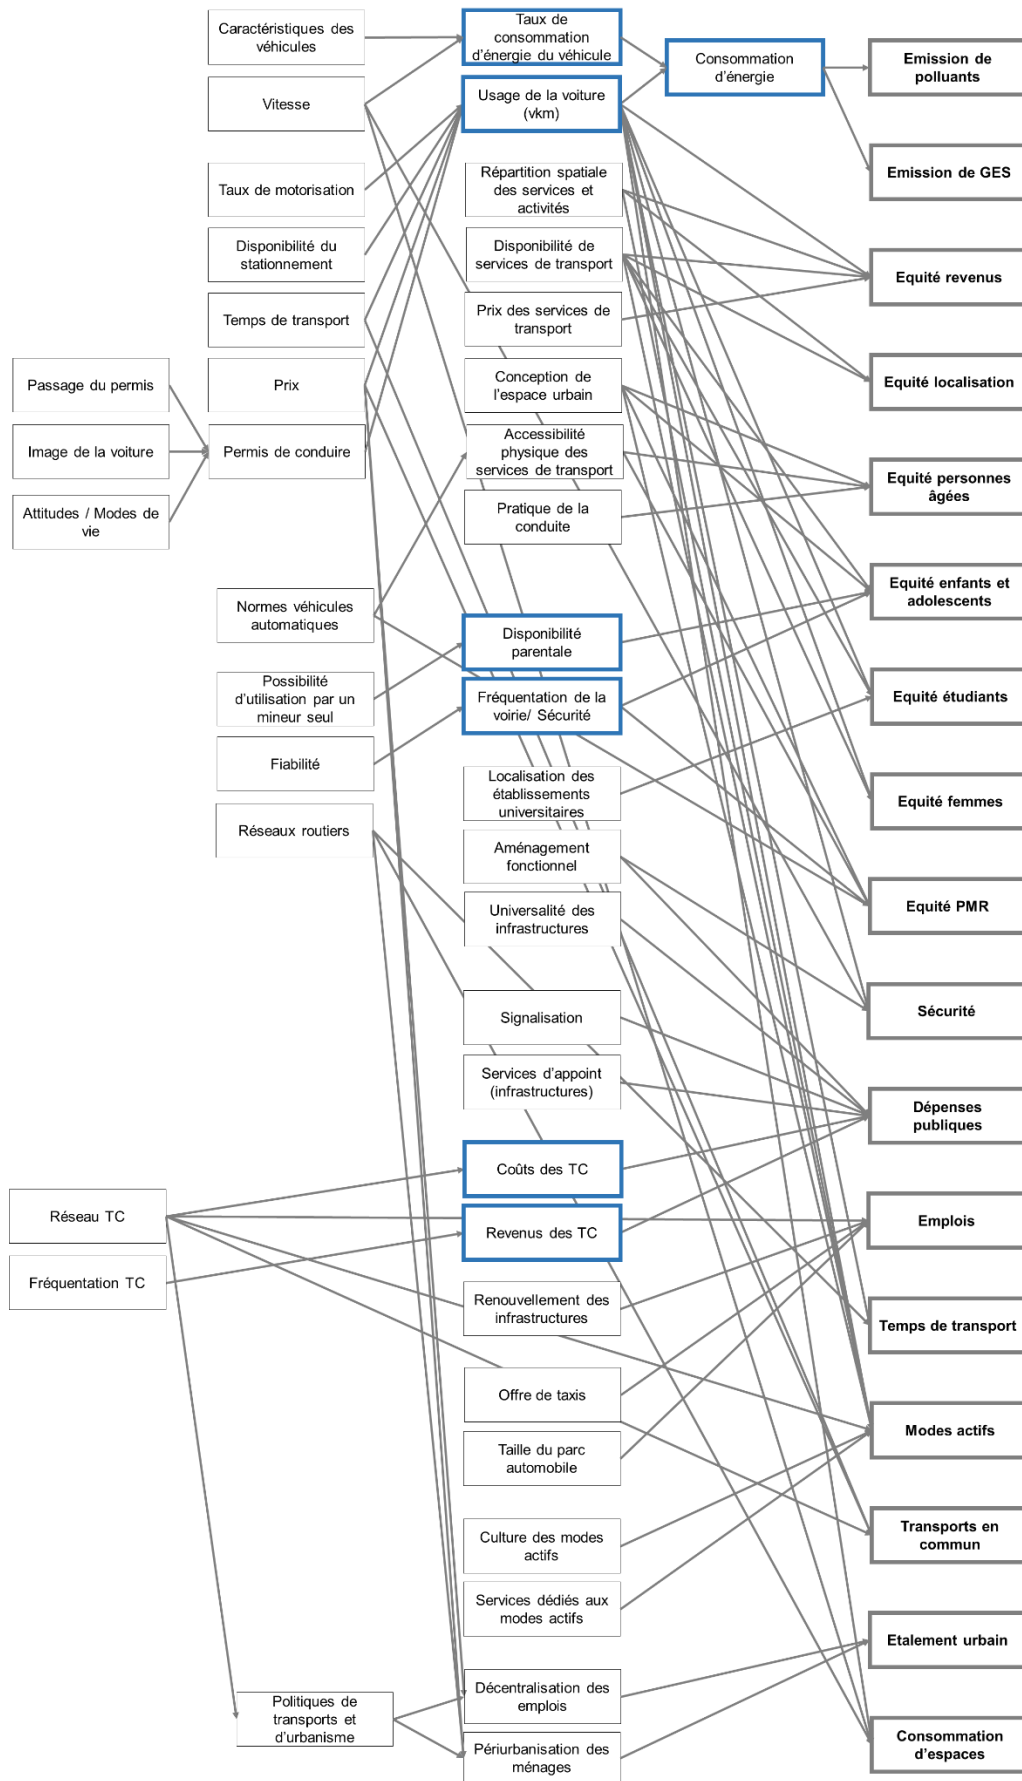 Caractéristiques des
véhicules
Taux de
consommation
d'énergie du véhicule
Consommation
d'énergie
Emission de
polluants
Vitesse
Usage de la voiture
(vkm)
Taux de motorisation
Répartition spatiale
des services et
activités
Emission de GES
Disponibilité du
stationnement
Disponibilité de
services de transport
Equité revenus
Temps de transport
Prix des services de
transport
Passage du permis
Prix
Conception de
l'espace urbain
Equité localisation
Image de la voiture
Permis de conduire
Accessibilité
physique des
services de transport
Equité personnes
âgées
Attitudes / Modes de
vie
Pratique de la
conduite
Normes véhicules
automatiques
Disponibilité
parentale
Equité enfants et
adolescents
Possibilité
d'utilisation par un
mineur seul
Fréquentation de la
voirie/ Sécurité
Equité étudiants
Fiabilité
Localisation des
établissements
universitaires
Equité femmes
Réseaux routiers
Aménagement
fonctionnel
Universalité des
infrastructures
Equité PMR
Signalisation
Sécurité
Services d'appoint
(infrastructures)
Dépenses
publiques
Coûts des TC
Réseau TC
Revenus des TC
Emplois
Fréquentation TC
Renouvellement des
infrastructures
Temps de transport
Offre de taxis
Taille du parc
automobile
Modes actifs
Culture des modes
actifs
Transports en
commun
Services dédiés aux
modes actifs
Etalement urbain
Politiques de
transports et
d'urbanisme
Décentralisation des
emplois
Périurbanisation des
ménages
Consommation
d'espaces